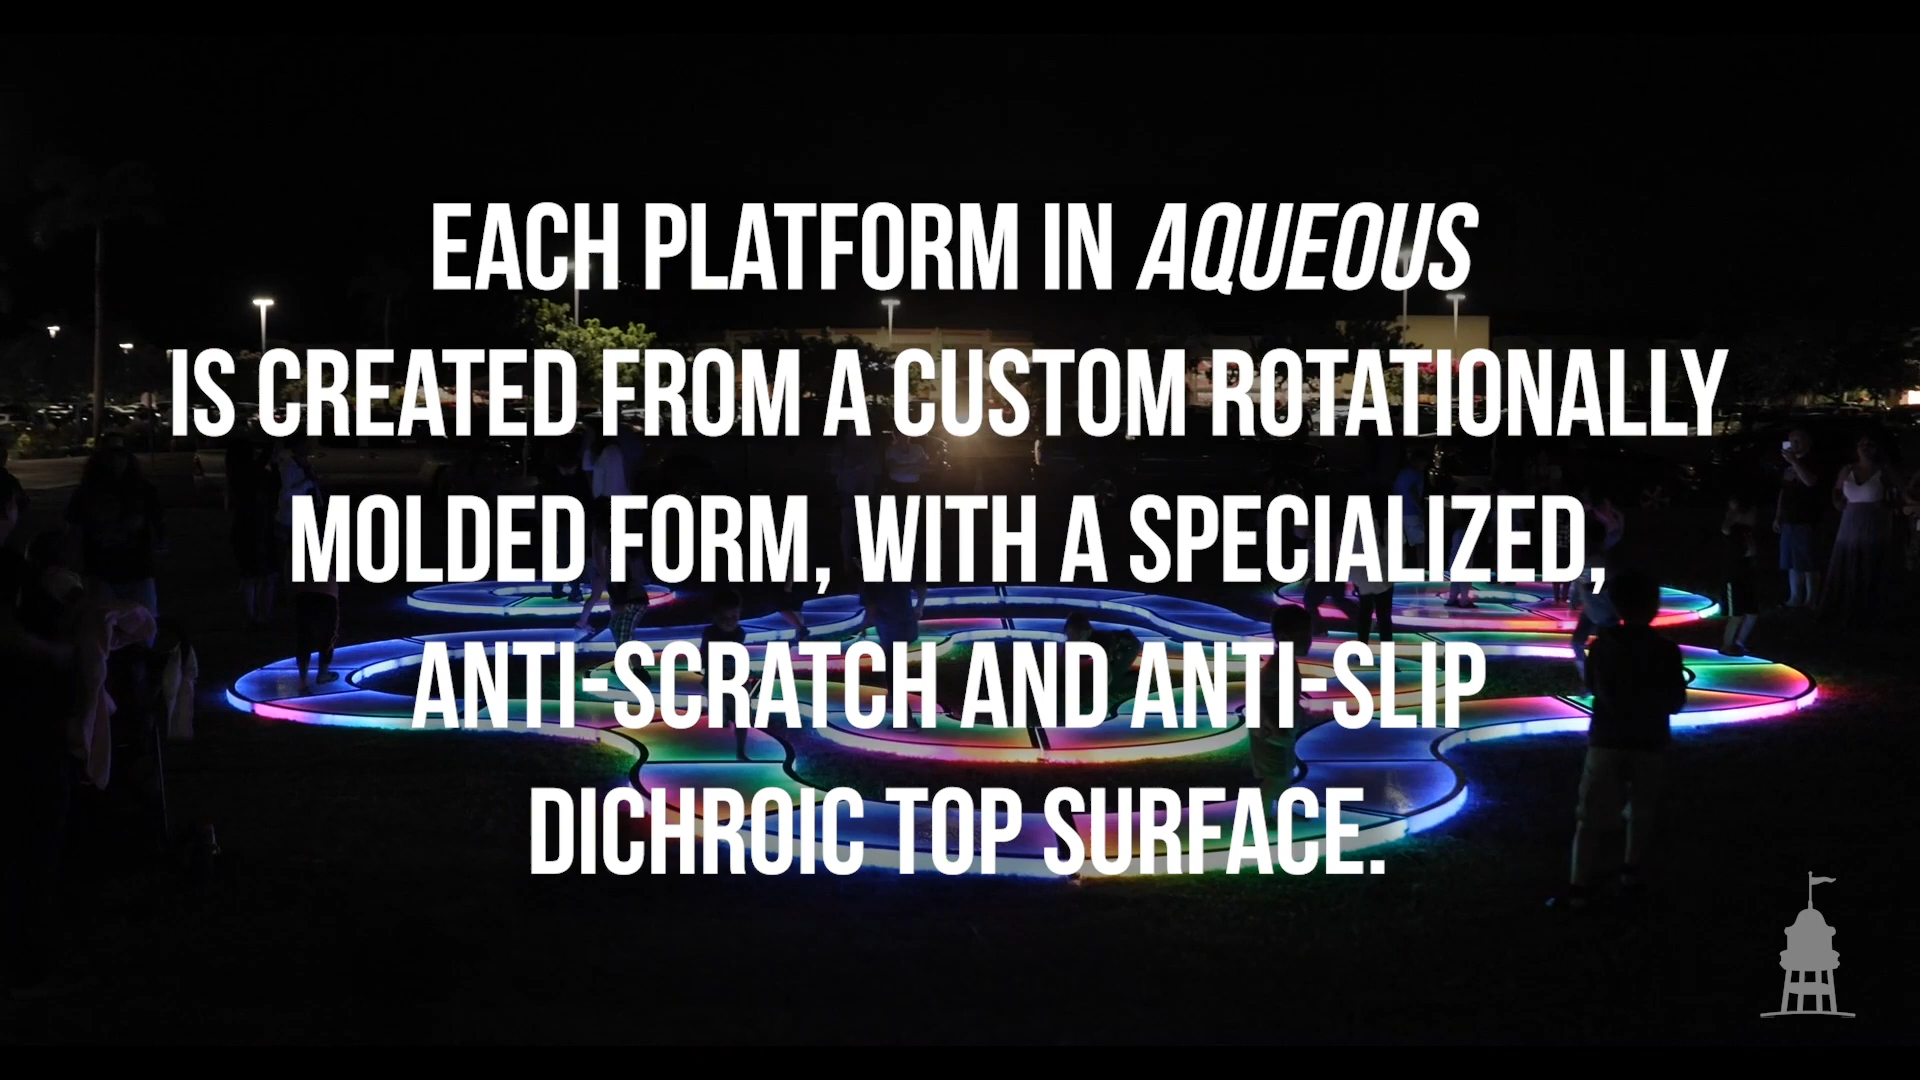 EACH PLATFORM IN AQUEOUS
IS CREATED FROM A CUSTOM ROTATIONALLY
MOLDED FORM, WITH A SPECIALIZED,
ANTI-SCRATCH AND ANTI-SLIP
DICHROIC TOP SURFACE.